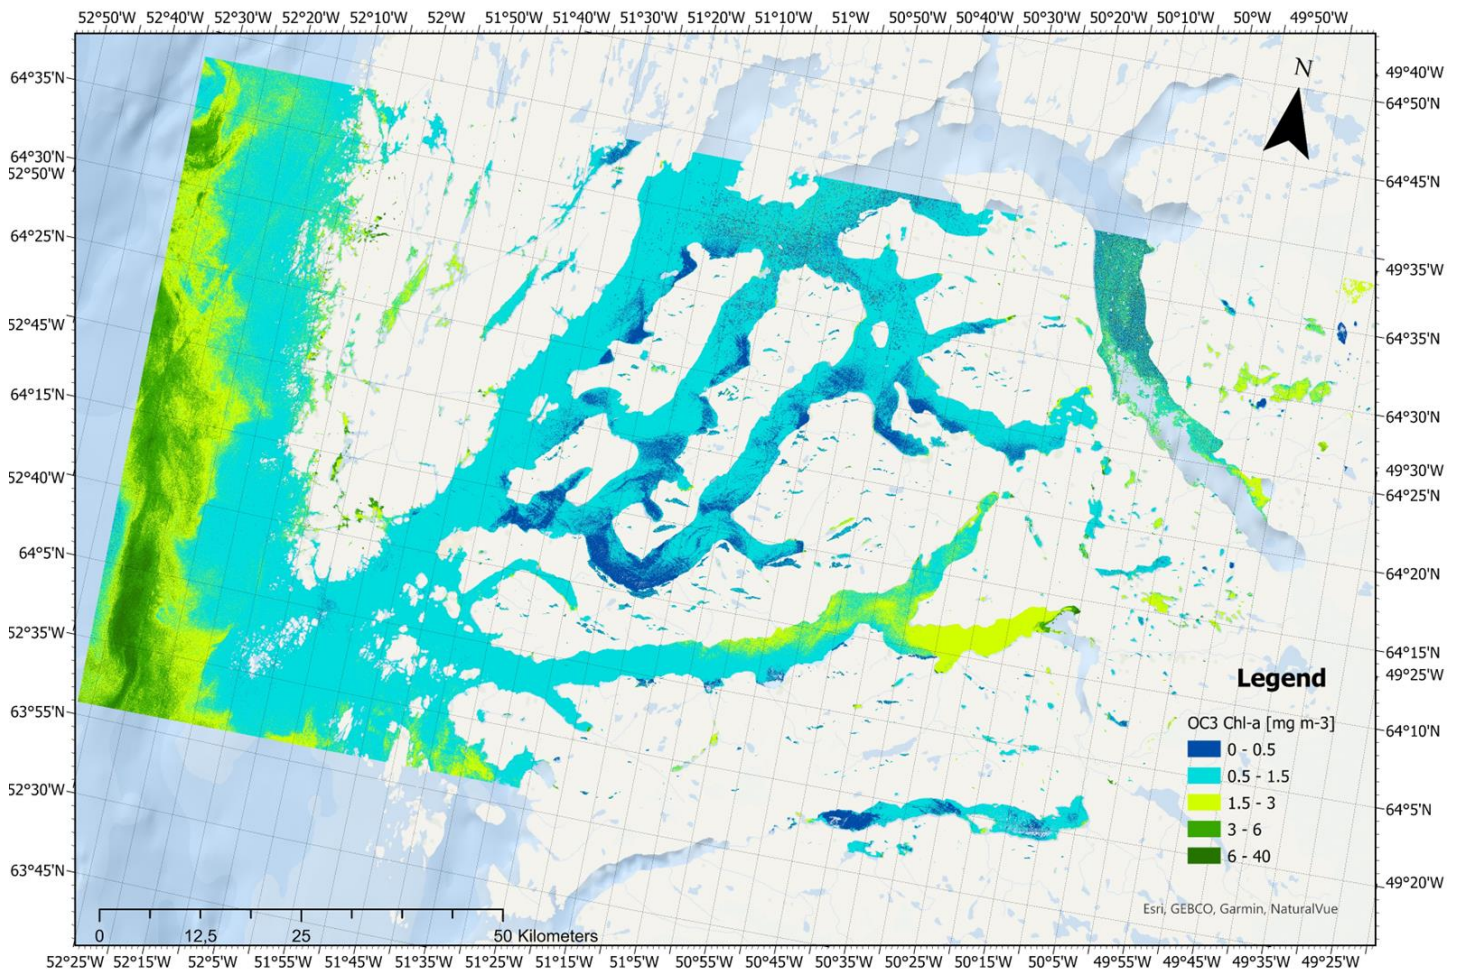 52°50'W 52°40'W 52°30'W 52°20'W 52°10'W 52°W 51°50'W 51°40'W 51°30'W 51°20'W 51°10'W 51°W 50°50'W 50°40'W 50°30'W 50°20'W 50°10'W 50°W 49°50'W
N
64°35'N
49°40'W
64°50'N
64°30'N
52°50'W
64°45'N
64°25'N
49°35'W
52°45'W
64°35'N
64°15'N
64°30'N
52°40'W
49°30'W
64°25'N
64°5'N
64°20'N
52°35'W
64°15'N
49°25'W
Legend
63°55'W
OC3 Chl-a [mg m-3]
64°10'N
0 - 0.5
0.5 - 1.5
52°30'W
1.5 - 3
64°5'N
3 - 6
6 - 40
63°45'W
49°20'W
Esri, GEBCO, Garmin, NaturalVue
0 12,5 25 50 Kilometers
52°25'W 52°15'W 52°5'W 51°55'W 51°45'W 51°35'W 51°25'W 51°15'W 51°5'W 50°55'W 50°45'W 50°35'W 50°25'W 50°15'W 50°5'W 49°55'W 49°45'W 49°35'W 49°25'W